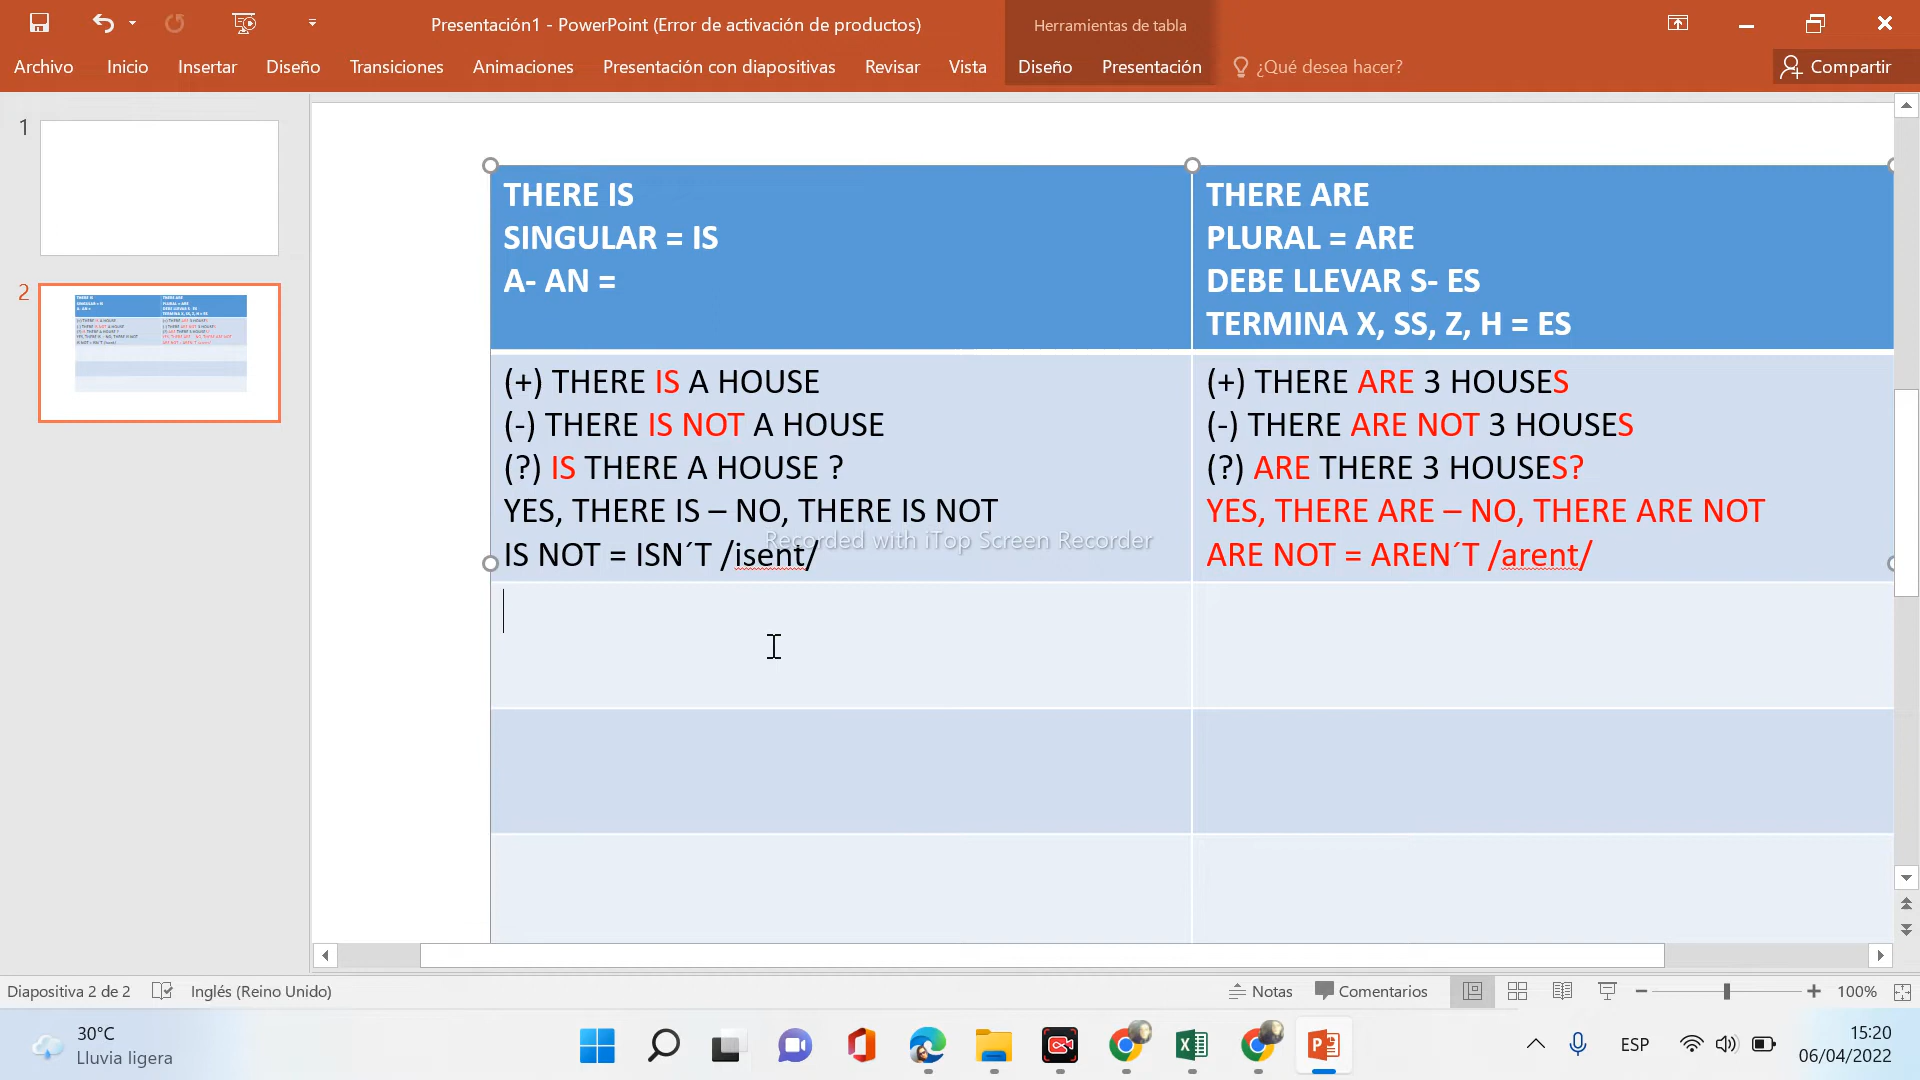 Presentación1 - PowerPoint (Error de activación de productos)
Herramientas de tabla
Archivo
Inicio
Insertar
Diseño
Transiciones
Animaciones
Presentación con diapositivas
Revisar
Vista
Diseño
Presentación
¿Qué desea hacer?
Compartir
1
2
THERE IS
SINGULAR = IS
A- AN =
THERE ARE
PLURAL = ARE
DEBE LLEVAR S- ES
TERMINA X, SS, Z, H = ES
(+) THERE IS A HOUSE
(-) THERE IS NOT A HOUSE
(?) IS THERE A HOUSE ?
YES, THERE IS – NO, THERE IS NOT
IS NOT = ISN´T /isent/
(+) THERE ARE 3 HOUSES
(-) THERE ARE NOT 3 HOUSES
(?) ARE THERE 3 HOUSES?
YES, THERE ARE – NO, THERE ARE NOT
ARE NOT = AREN´T /arent/
Recorded with iTop Screen Recorder
Diapositiva 2 de 2
Inglés (Reino Unido)
Notas
Comentarios
100%
30°C
Lluvia ligera
ESP
15:20
06/04/2022